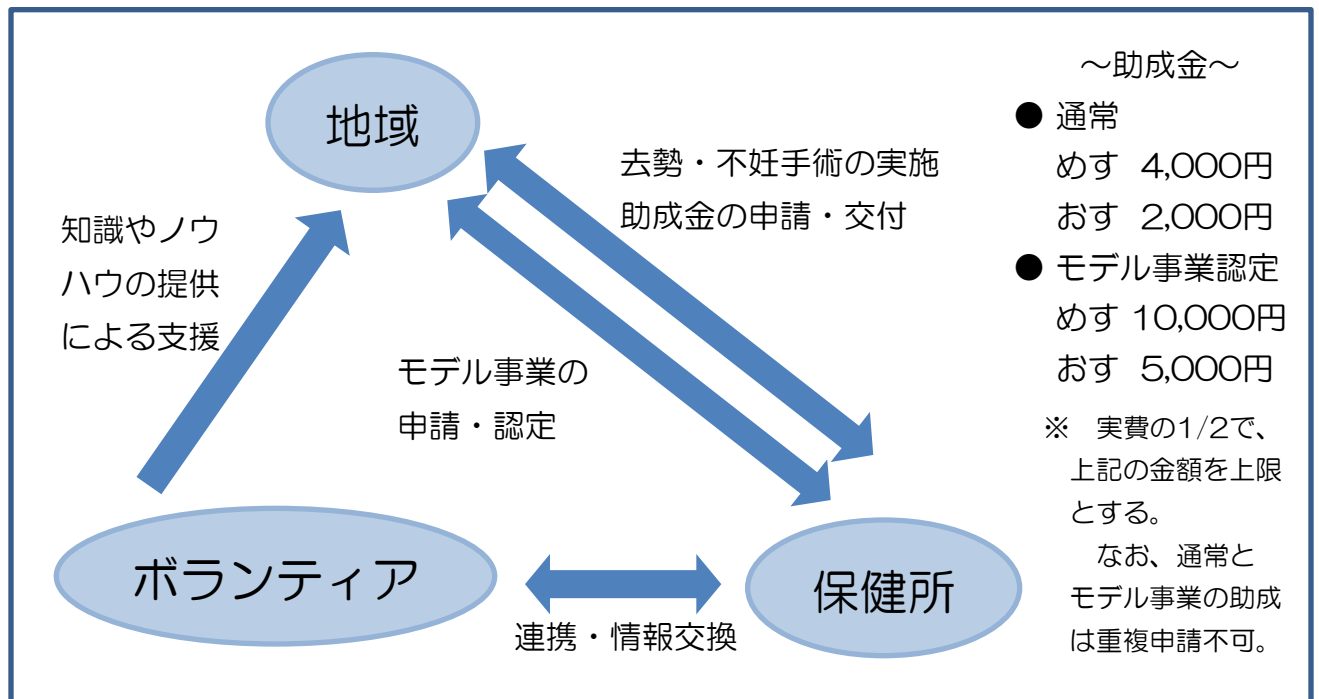 地域
去勢・不妊手術の実施
助成金の申請・交付
知識やノウ
ハウの提供
による支援
モデル事業の
申請・認定
ボランティア
保健所
連携・情報交換
～助成金～
● 通常
めす 4,000円
おす 2,000円
● モデル事業認定
めす 10,000円
おす 5,000円
※ 実費の1/2で、
上記の金額を上限
とする。
なお、通常と
モデル事業の助成
は重複申請不可。